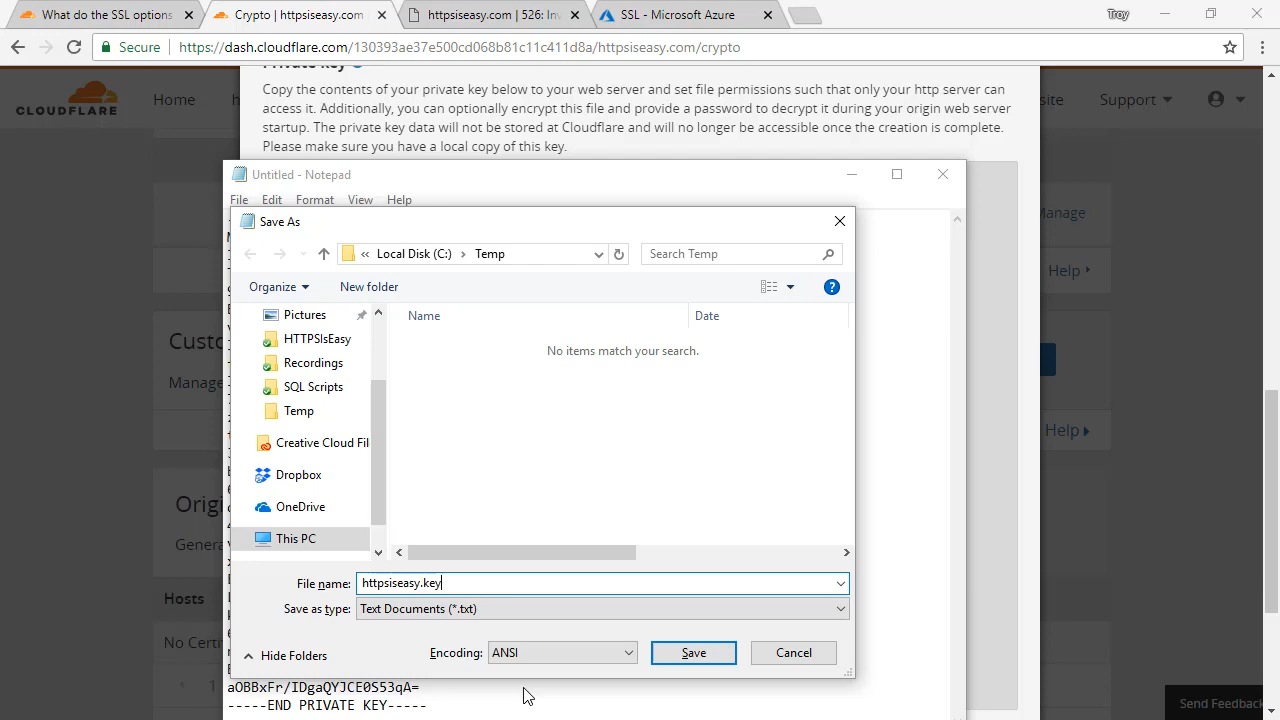 What do the SSL options
Crypto | httpsiseasy.com
httpsiseasy.com | 526: Inv
SSL - Microsoft Azure
Troy
Secure
https://dash.cloudflare.com/130393ae37e500cd0b8b81c11c411d8a/httpsiseasy.com/crypto
Private key
Copy the contents of your private key below to your web server and set file permissions such that only your http server can
access it. Additionally, you can optionally encrypt this file and provide a password to decrypt it during your origin web server
startup. The private key data will not be stored at Cloudflare and will no longer be accessible once the creation is complete.
Please make sure you have a local copy of this key.
CLOUDFLARE
Home
site
Support
Untitled - Notepad
File Edit Format View Help
Save As
« Local Disk (C:) › Temp
Search Temp
Manage
Organize
New folder
Help
Pictures
Name
Date
HTTPSIsEasy
No items match your search.
Custo
Recordings
Manage
SQL Scripts
Temp
Help
Creative Cloud Fil
Dropbox
Origi
OneDrive
Genera
This PC
File name: httpsiseasy.key
Hosts
Save as type: Text Documents (*.txt)
No Certi
Hide Folders
Encoding: ANSI
Save
Cancel
1
aOBBxFr/IDgaQYJCE0S53qA=
-----END PRIVATE KEY-----
Send Feedback